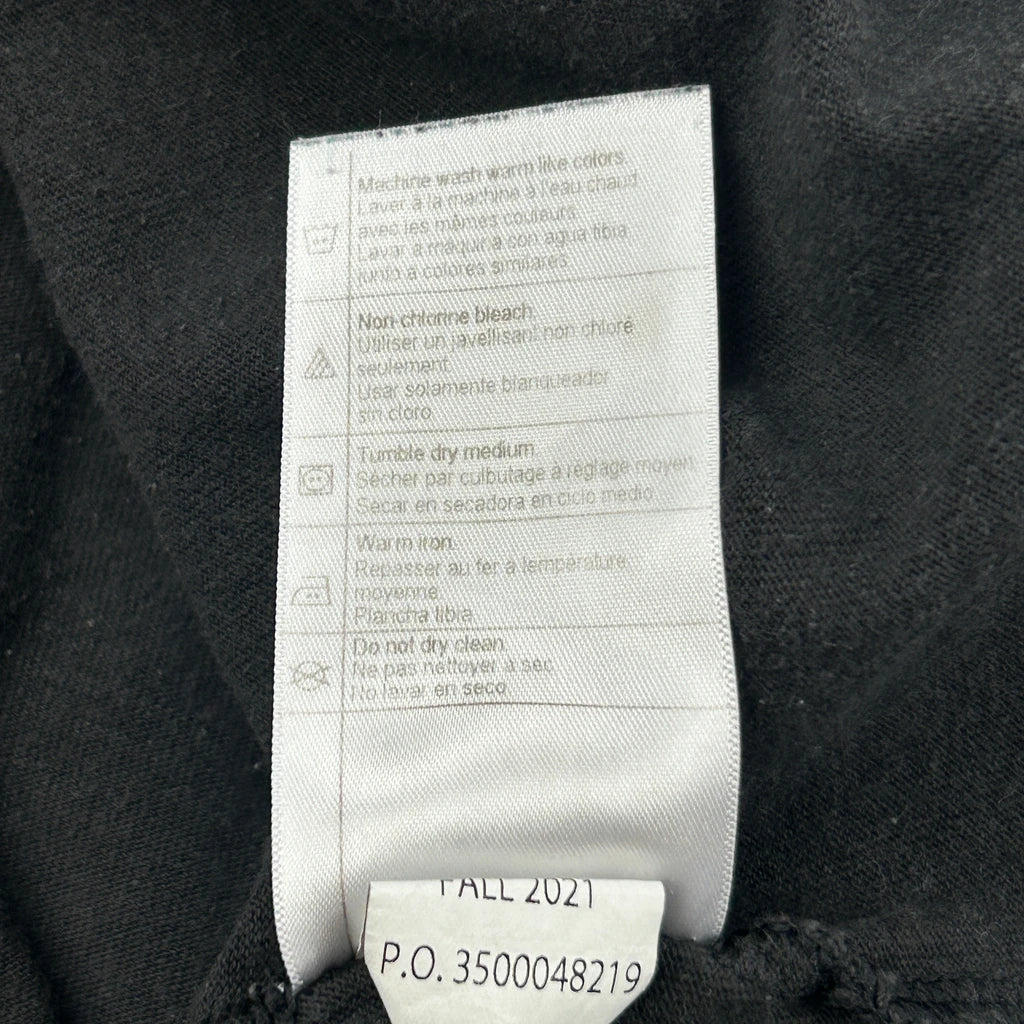 Machine wash warm like colors.
Laver à la machine à l'eau chaud
avec les mêmes couleurs.
Lavar a maquir a son agua tibia
junto a colores similares.
Non-chlorine bleach.
Utiliser un javellisant non chloré
seulement.
Usar solamente blanqueador
sin cloro
Tumble dry medium.
Sécher par culbutage à réglage moyen
Secar en secadora en ciclo medio
Warm iron.
Repasser au fer à température
moyenne
Plancha tibia
Do not dry clean.
Ne pas nettoyer à sec
No lavar en seco
FALL 2021
P.O. 3500048219